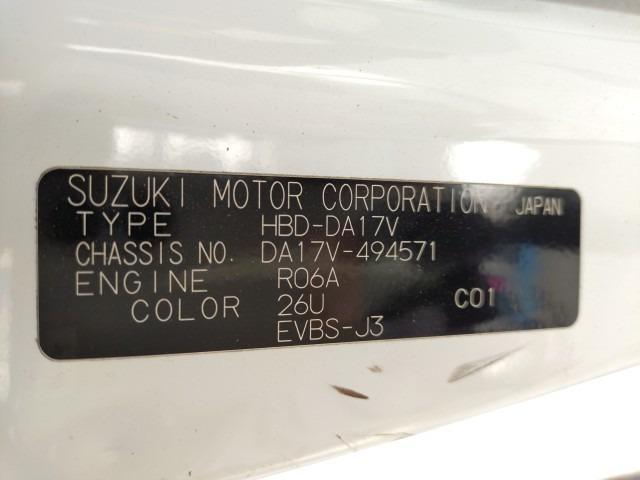 SUZUKI MOTOR CORPORATION JAPAN
TYPE HBD-DA17V
CHASSIS NO. DA17V-494571
ENGINE R06A
COLOR 26U C01
EVBS-J3